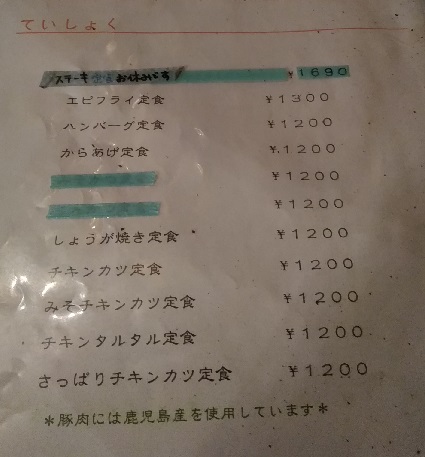 ていしょく
ステーキ お休みです ¥1690
エビフライ定食 ¥1300
ハンバーグ定食 ¥1200
からあげ定食 ¥1200
¥1200
¥1200
しょうが焼き定食 ¥1200
チキンカツ定食 ¥1200
みそチキンカツ定食 ¥1200
チキンタルタル定食 ¥1200
さっぱりチキンカツ定食 ¥1200
*豚肉には鹿児島産を使用しています*